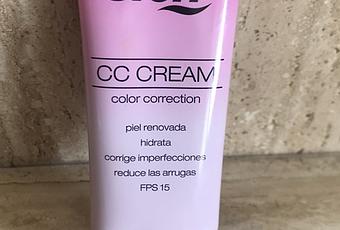 CC CREAM
color correction
piel renovada
hidrata
corrige imperfecciones
reduce las arrugas
FPS 15